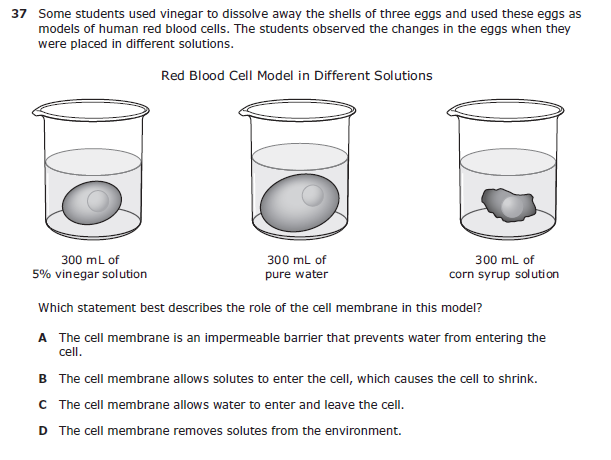 37 Some students used vinegar to dissolve away the shells of three eggs and used these eggs as
models of human red blood cells. The students observed the changes in the eggs when they
were placed in different solutions.
Red Blood Cell Model in Different Solutions
300 mL of
5% vinegar solution
300 mL of
pure water
300 mL of
corn syrup solution
Which statement best describes the role of the cell membrane in this model?
A The cell membrane is an impermeable barrier that prevents water from entering the
cell.
B The cell membrane allows solutes to enter the cell, which causes the cell to shrink.
C The cell membrane allows water to enter and leave the cell.
D The cell membrane removes solutes from the environment.